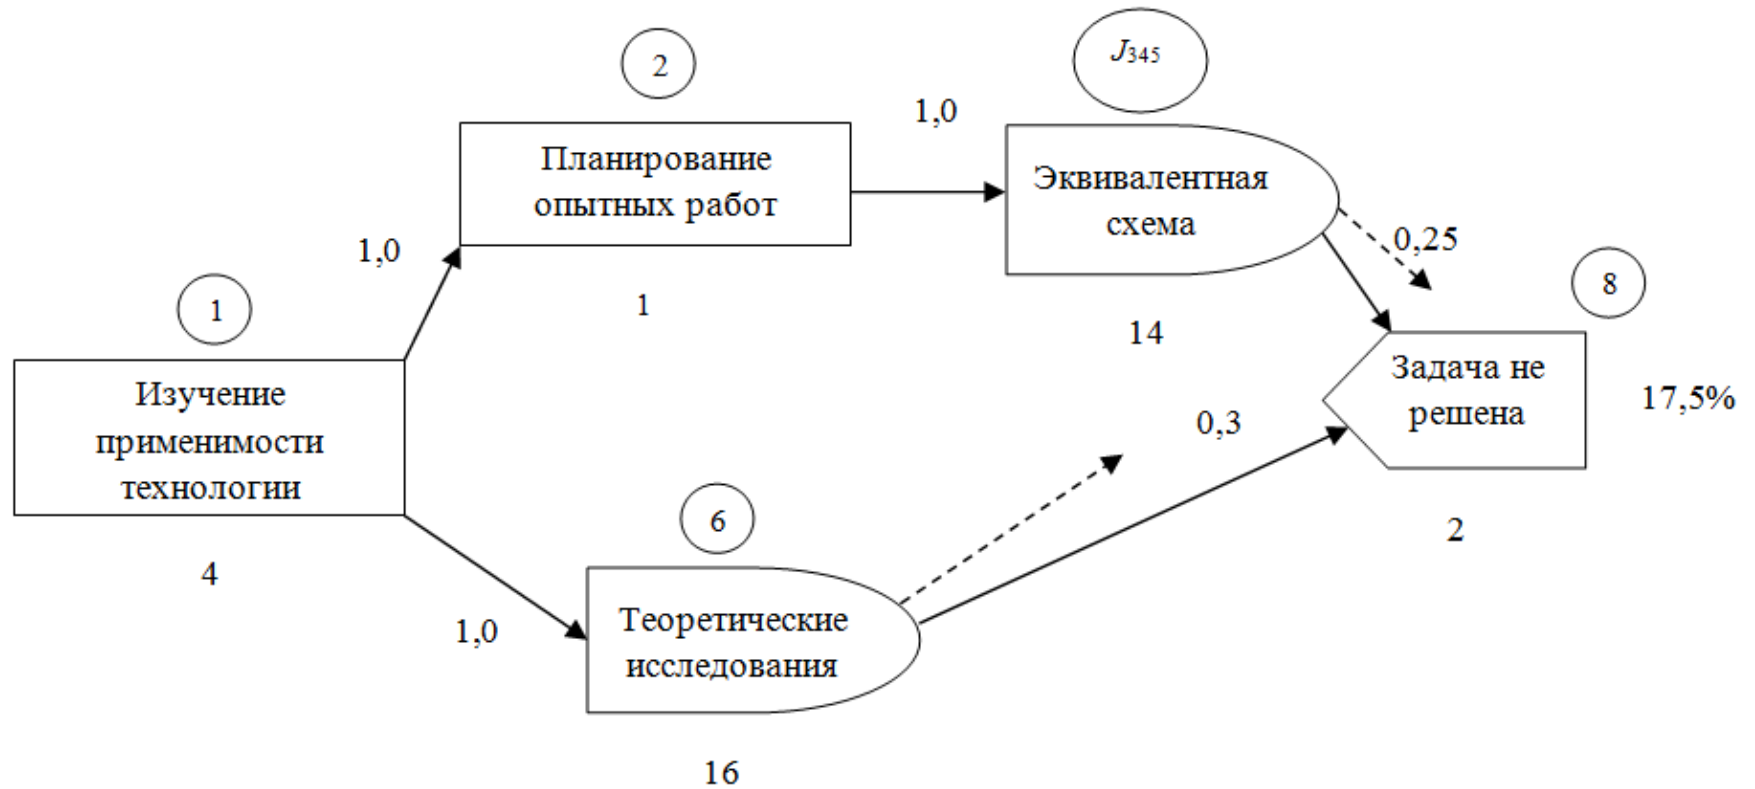 J345
2
1,0
Планирование
опытных работ
Эквивалентная
схема
1,0
0,25
8
1
1
14
Изучение
применимости
технологии
Задача не
решена
17,5%
0,3
6
2
4
1,0
Теоретические
исследования
16